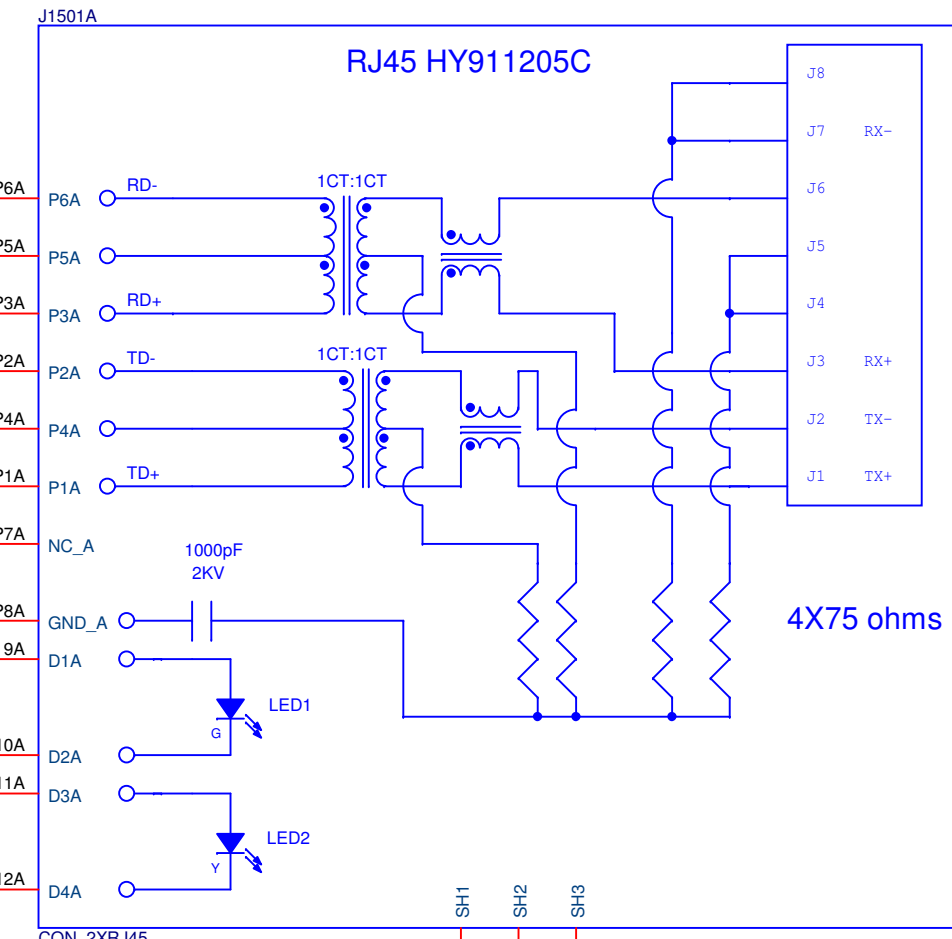 J1501A
RJ45 HY911205C
J8
J7 RX-
P6A P6A RD- 1CT:1CT J6
P5A P5A J5
P3A P3A RD+ J4
P2A P2A TD- 1CT:1CT J3 RX+
P4A P4A J2 TX-
P1A P1A TD+ J1 TX+
P7A NC_A
1000pF
2KV
P8A GND_A 4X75 ohms
9A D1A
LED1
G
10A D2A
11A D3A
LED2
Y
12A D4A
SH1 SH2 SH3
CON_2XRJ45